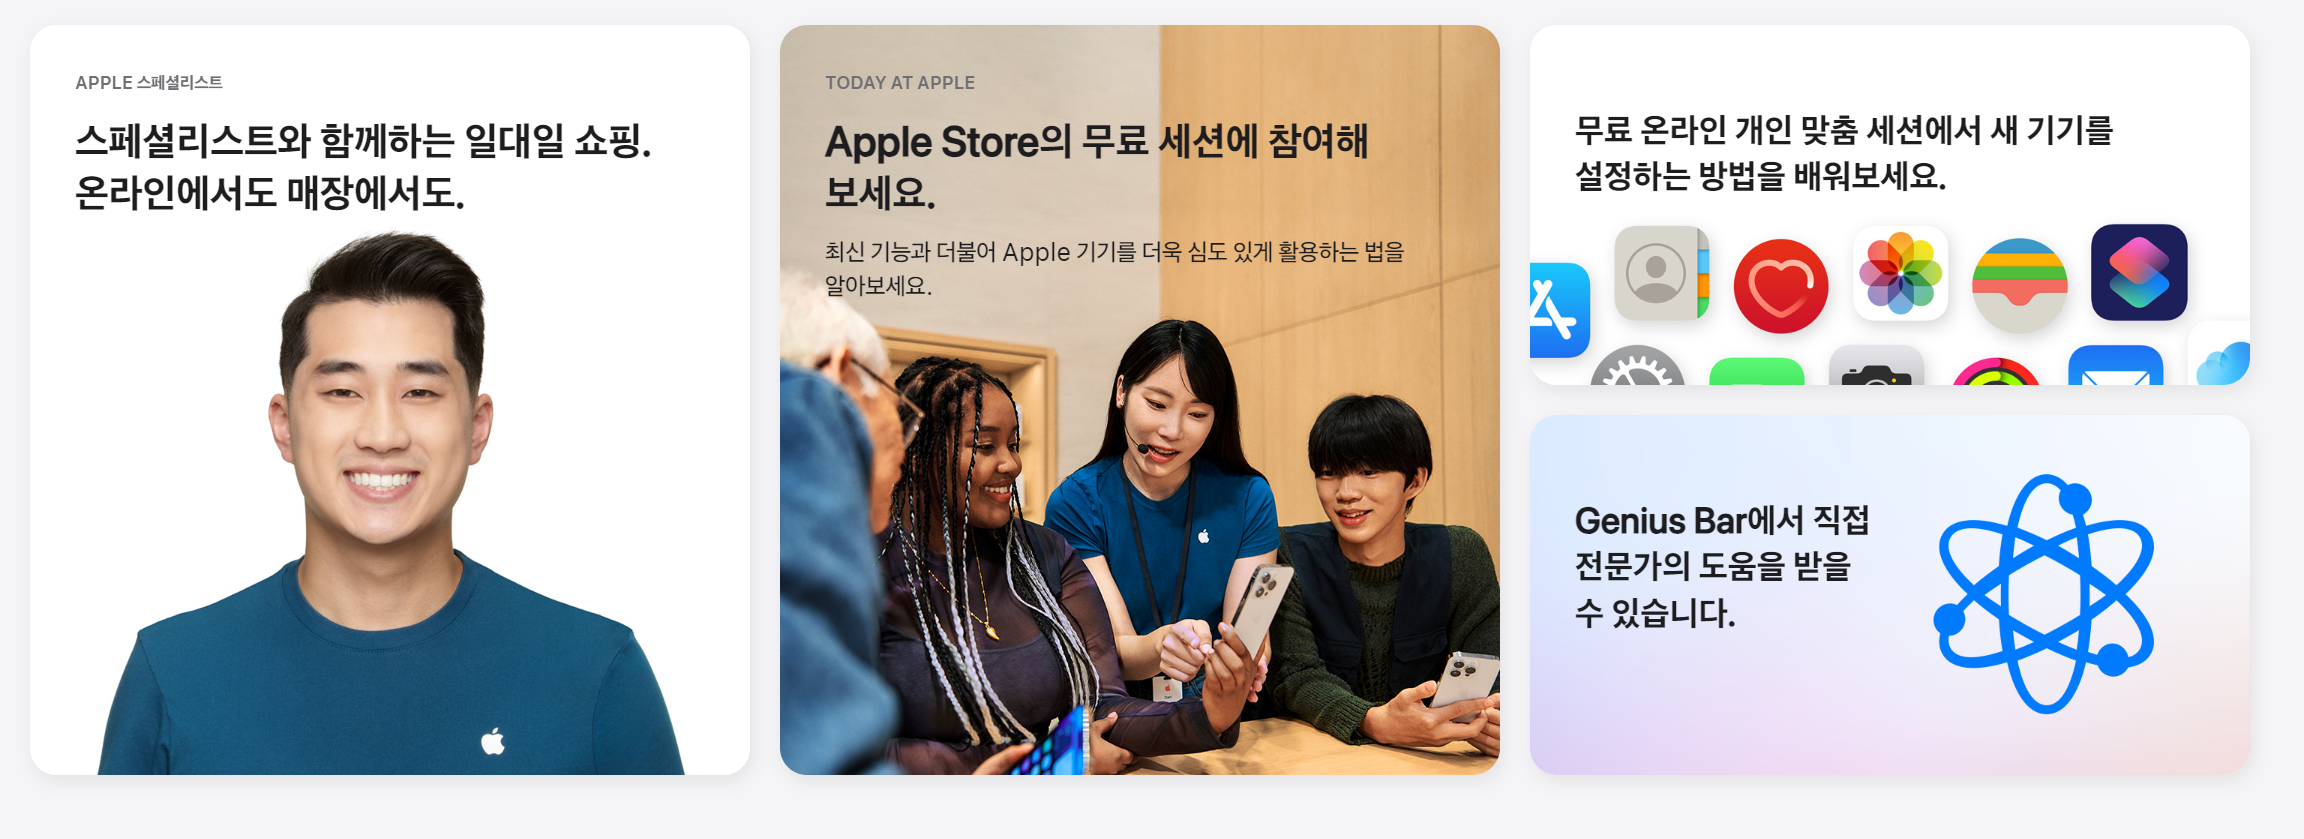 APPLE 스페셜리스트
스페셜리스트와 함께하는 일대일 쇼핑.
온라인에서도 매장에서도.
TODAY AT APPLE
Apple Store의 무료 세션에 참여해
보세요.
최신 기능과 더불어 Apple 기기를 더욱 심도 있게 활용하는 법을
알아보세요.
무료 온라인 개인 맞춤 세션에서 새 기기를
설정하는 방법을 배워보세요.
Genius Bar에서 직접
전문가의 도움을 받을
수 있습니다.